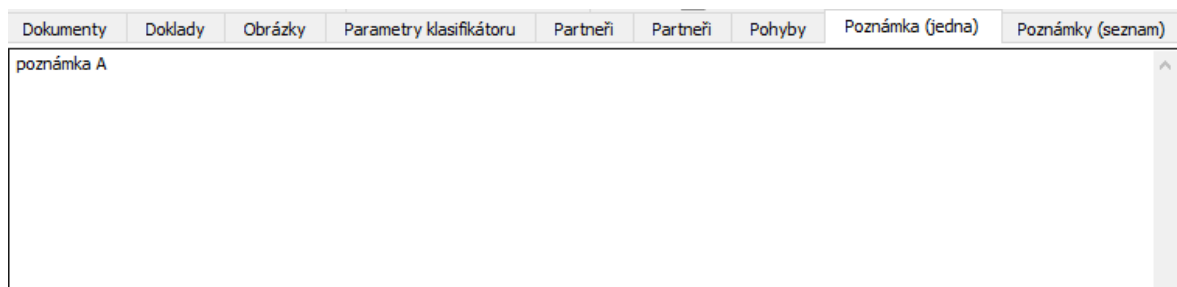 Dokumenty Doklady Obrázky Parametry klasifikátoru Partneři Partneři Pohyby Poznámka (jedna) Poznámky (seznam)
poznámka A